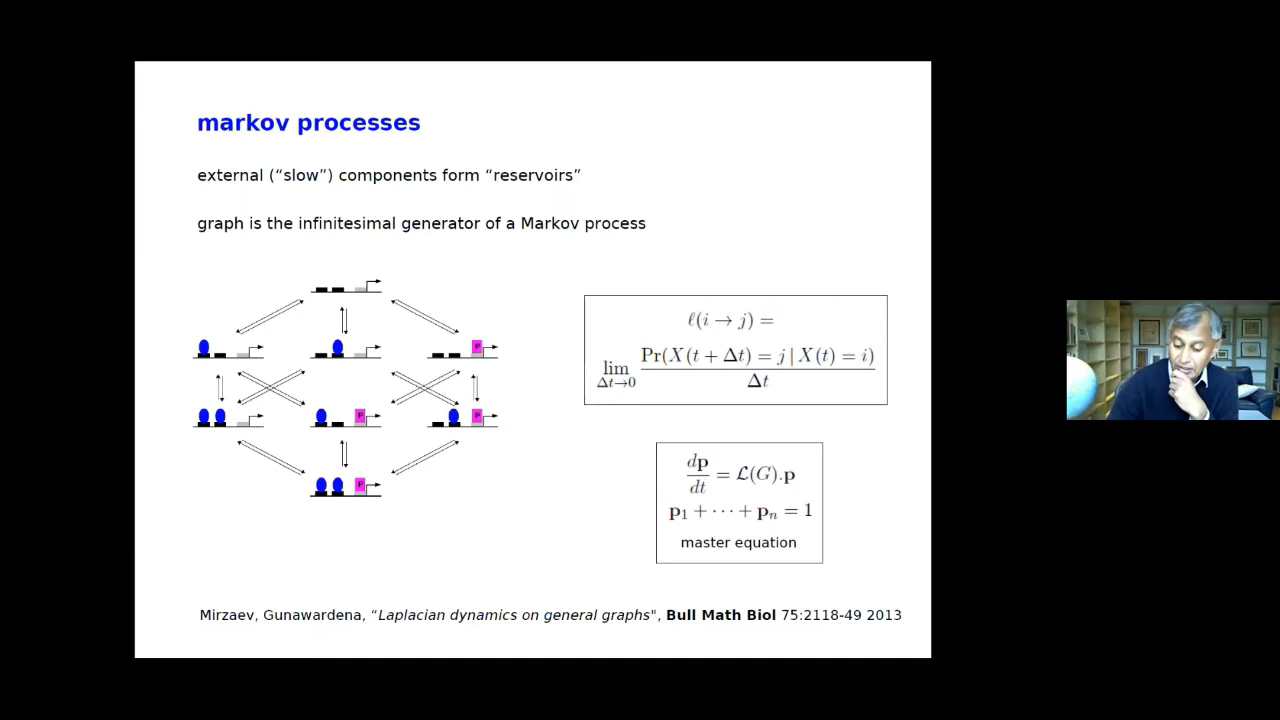 markov processes
external (“slow”) components form “reservoirs”
graph is the infinitesimal generator of a Markov process
P
P P
P
ℓ(i → j) =
lim Δt→0 Pr(X(t + Δt) = j | X(t) = i) / Δt
dp/dt = 𝓛(G).p
p₁ + · · · + pₙ = 1
master equation
Mirzaev, Gunawardena, “Laplacian dynamics on general graphs", Bull Math Biol 75:2118-49 2013